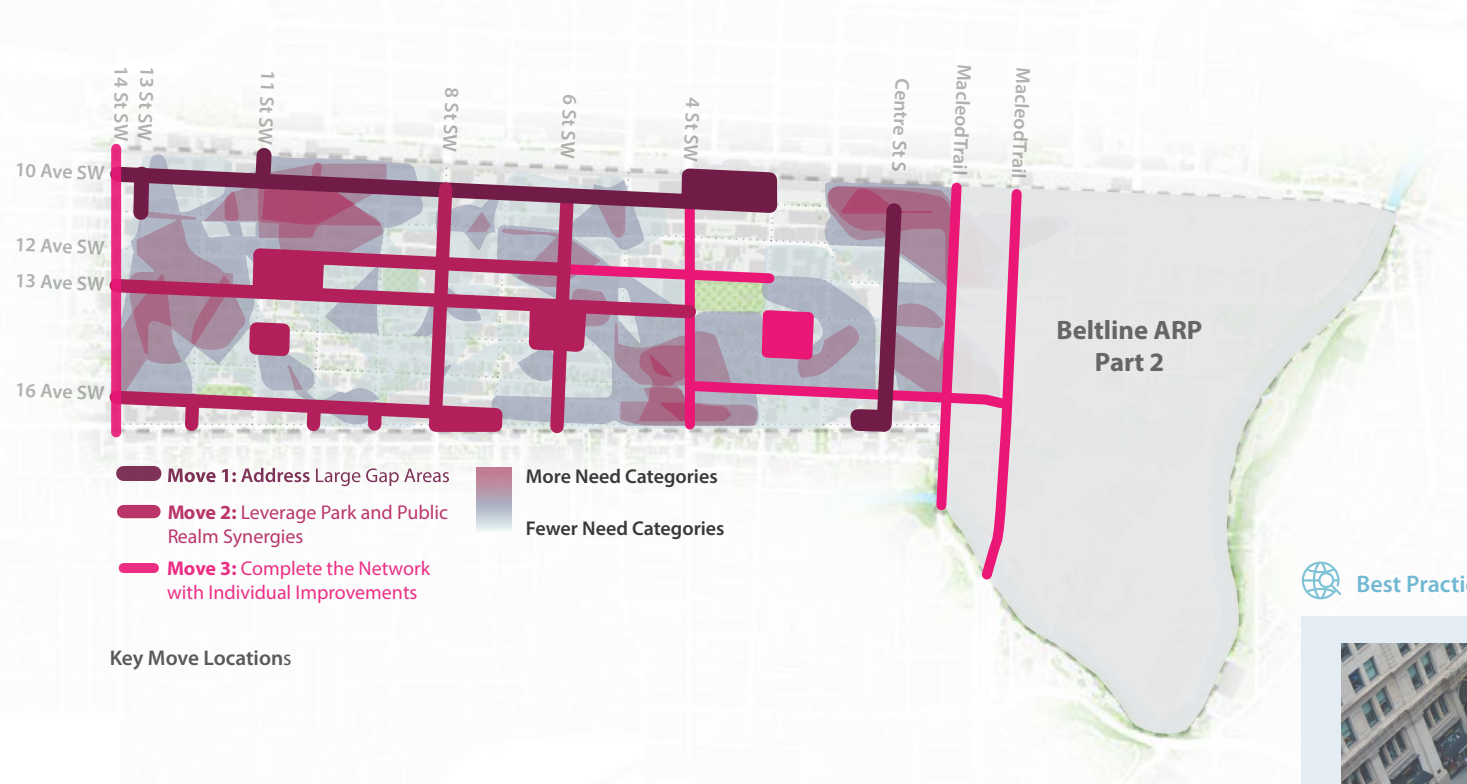 14 St SW
13 St SW
11 St SW
8 St SW
6 St SW
4 St SW
Centre St S
MacleodTrail
MacleodTrail
10 Ave SW
12 Ave SW
13 Ave SW
16 Ave SW
Beltline ARP
Part 2
Move 1: Address Large Gap Areas
Move 2: Leverage Park and Public
Realm Synergies
Move 3: Complete the Network
with Individual Improvements
More Need Categories
Fewer Need Categories
Key Move Locations
Best